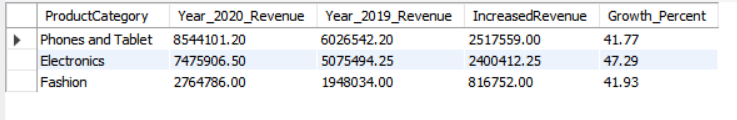 ProductCategory Year_2020_Revenue Year_2019_Revenue IncreasedRevenue Growth_Percent
Phones and Tablet 8544101.20 6026542.20 2517559.00 41.77
Electronics 7475906.50 5075494.25 2400412.25 47.29
Fashion 2764786.00 1948034.00 816752.00 41.93